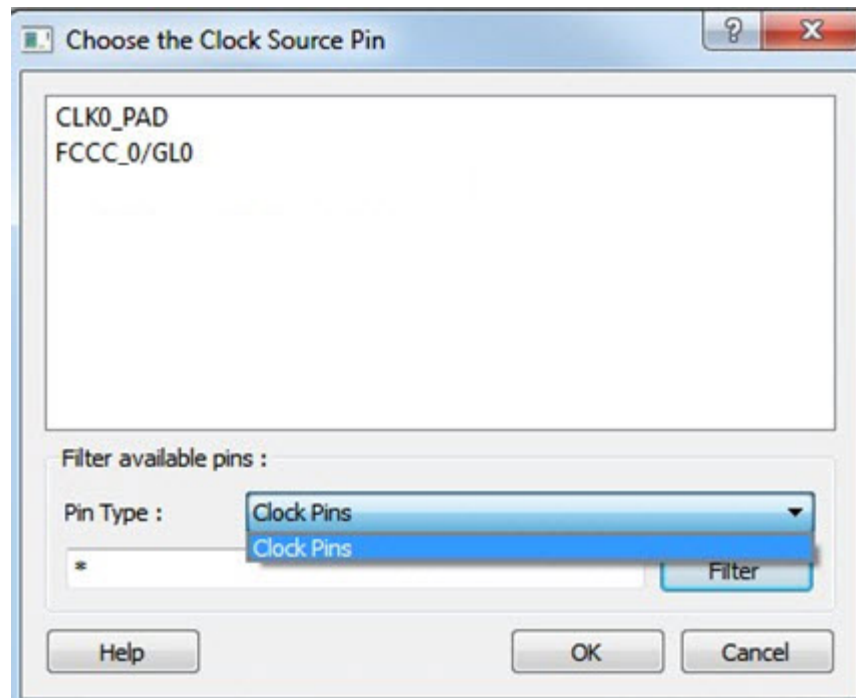 Choose the Clock Source Pin
CLK0_PAD
FCCC_0/GL0
Filter available pins :
Pin Type : Clock Pins
Clock Pins
* Filter
Help OK Cancel